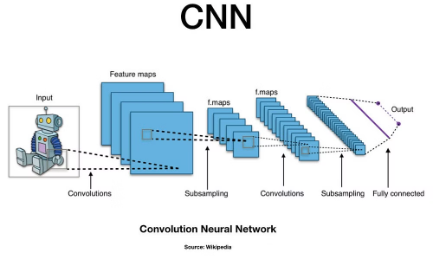 CNN
Feature maps
Input
f.maps
f.maps
Output
Convolutions
Subsampling
Convolutions
Subsampling
Fully connected
Convolution Neural Network
Source: Wikipedia